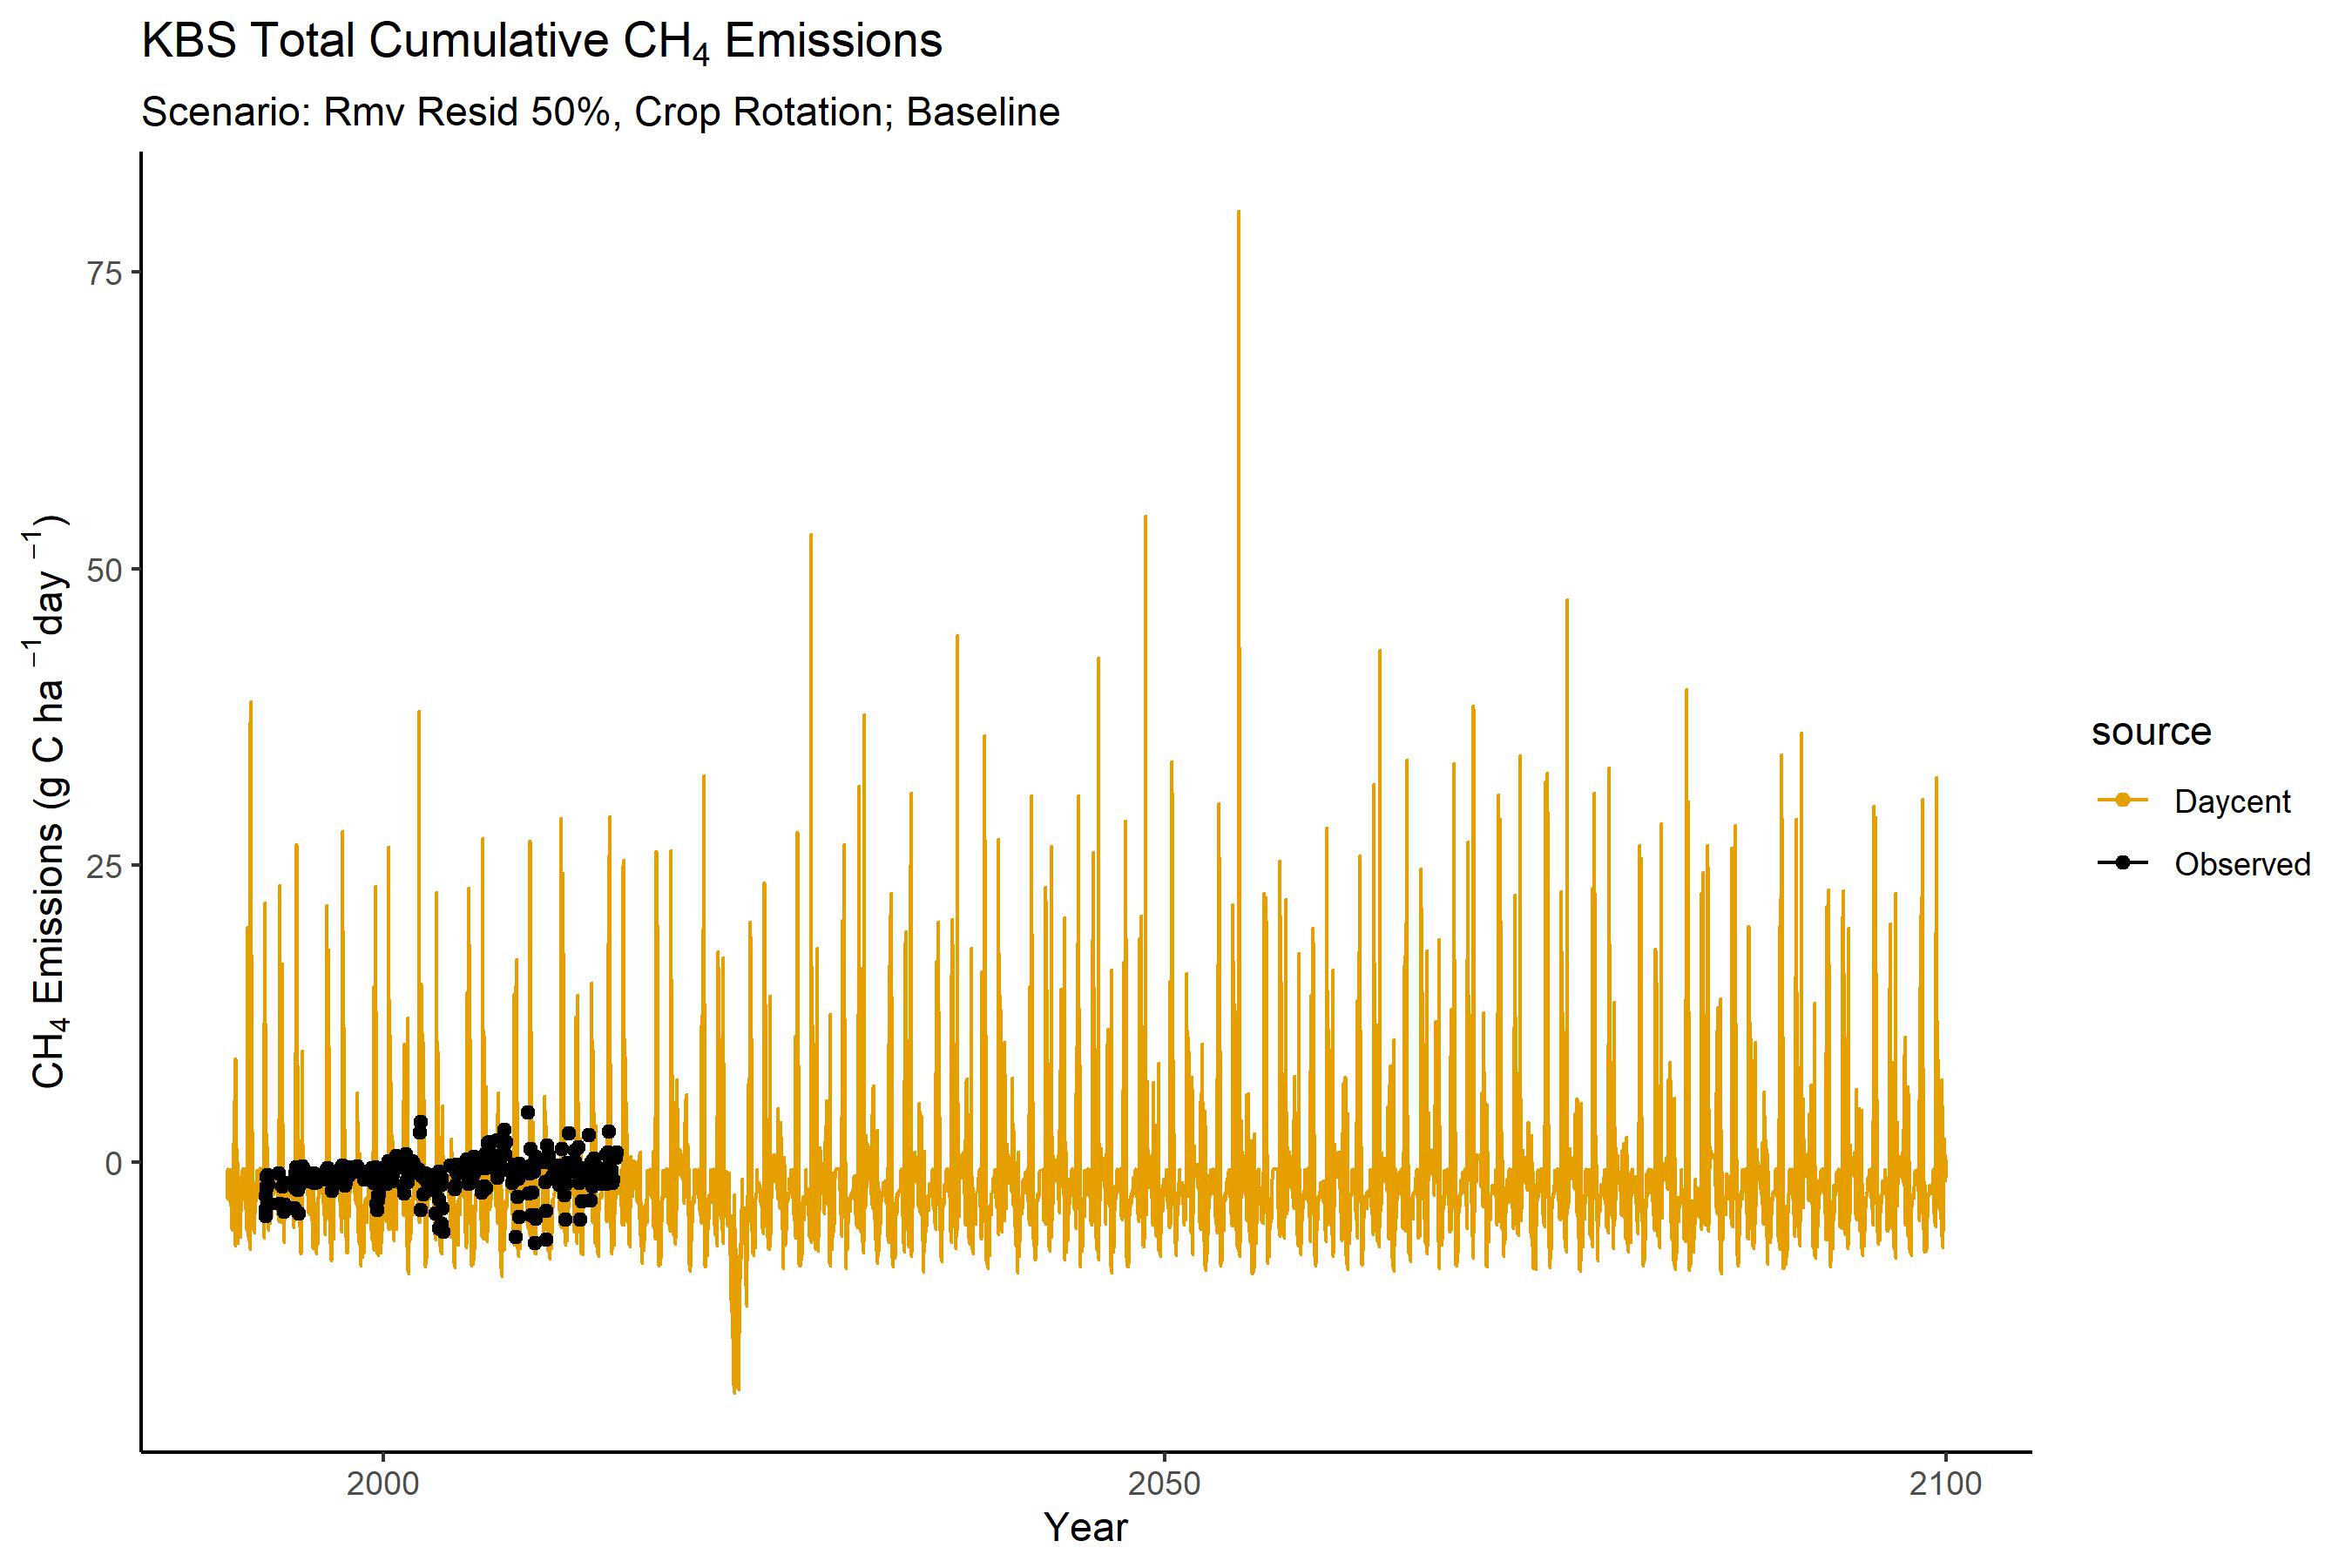 KBS Total Cumulative CH₄ Emissions
Scenario: Rmv Resid 50%, Crop Rotation; Baseline
CH₄ Emissions (g C ha ⁻¹day ⁻¹)
75
50
25
0
2000
2050
2100
Year
source
Daycent
Observed